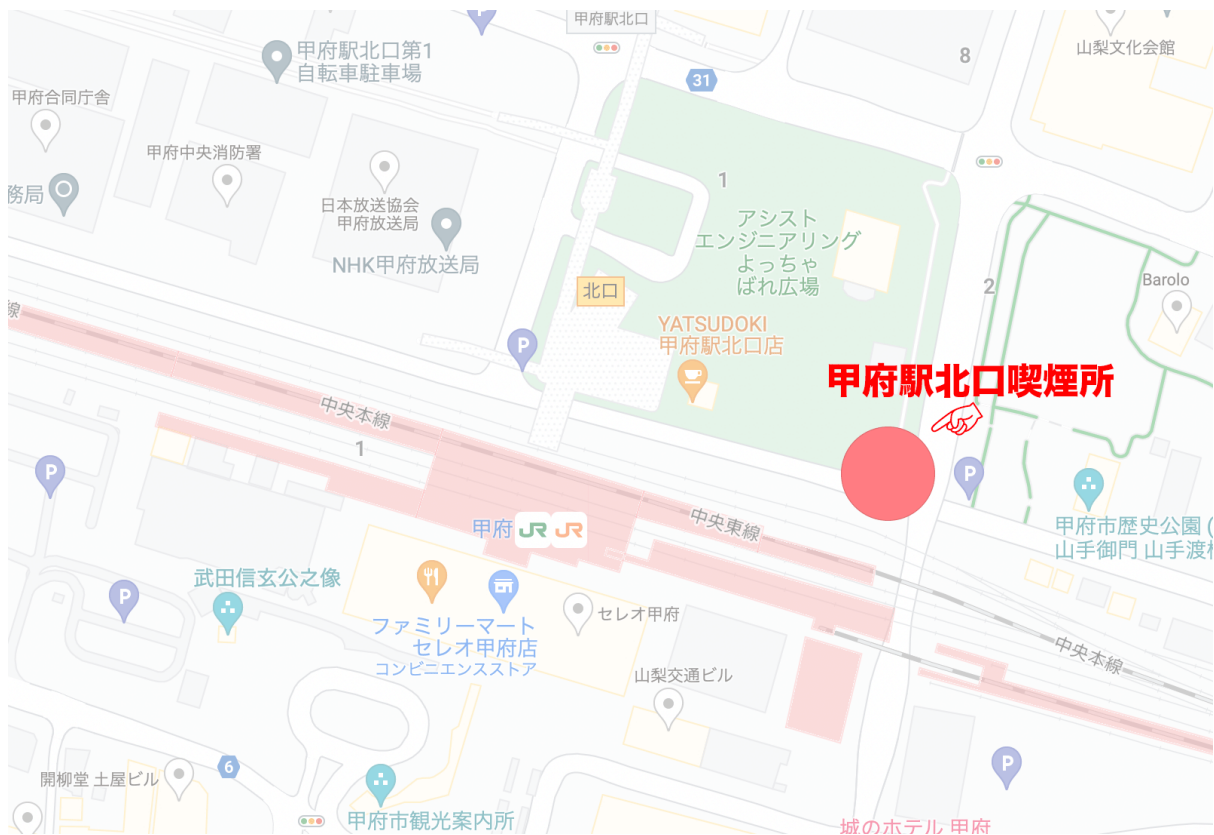 甲府駅北口
甲府駅北口第1
自転車駐車場
31
8
山梨文化会館
甲府合同庁舎
甲府中央消防署
務局
日本放送協会
甲府放送局
NHK甲府放送局
1
アシスト
エンジニアリング
よっちゃ
ばれ広場
2
Barolo
北口
線
YATSUDOKI
甲府駅北口店
P
甲府駅北口喫煙所
中央本線
1
P
P
甲府 JR JR
中央東線
甲府市歴史公園 (
山手御門 山手渡
武田信玄公之像
P
ファミリーマート
セレオ甲府店
コンビニエンスストア
セレオ甲府
中央本線
山梨交通ビル
開柳堂 土屋ビル
6
P
甲府市観光案内所
城のホテル 甲府